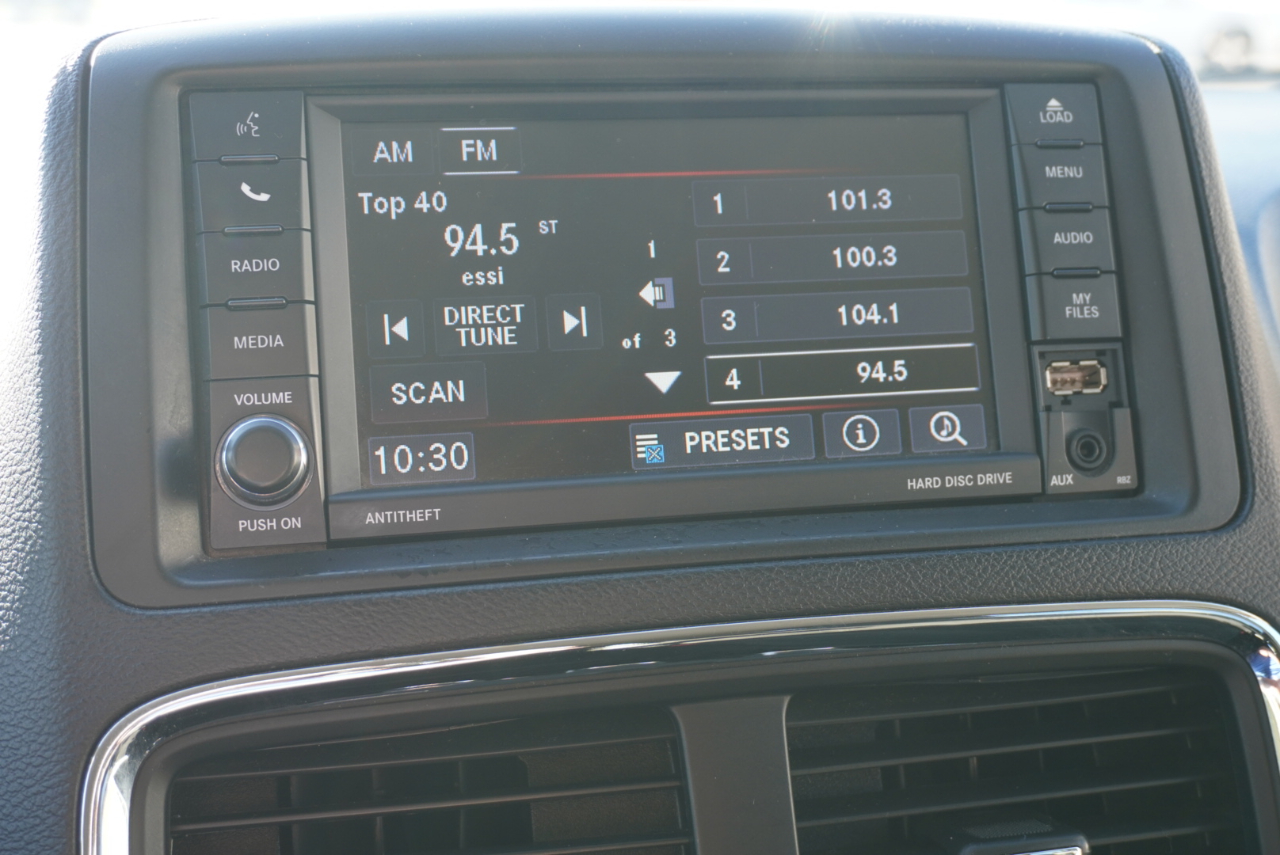 AM FM
Top 40
94.5 ST
essi
DIRECT
TUNE
SCAN
10:30
1
of 3
1 101.3
2 100.3
3 104.1
4 94.5
PRESETS
i
RADIO
MEDIA
VOLUME
PUSH ON
ANTITHEFT
HARD DISC DRIVE
LOAD
MENU
AUDIO
MY
FILES
AUX RBZ